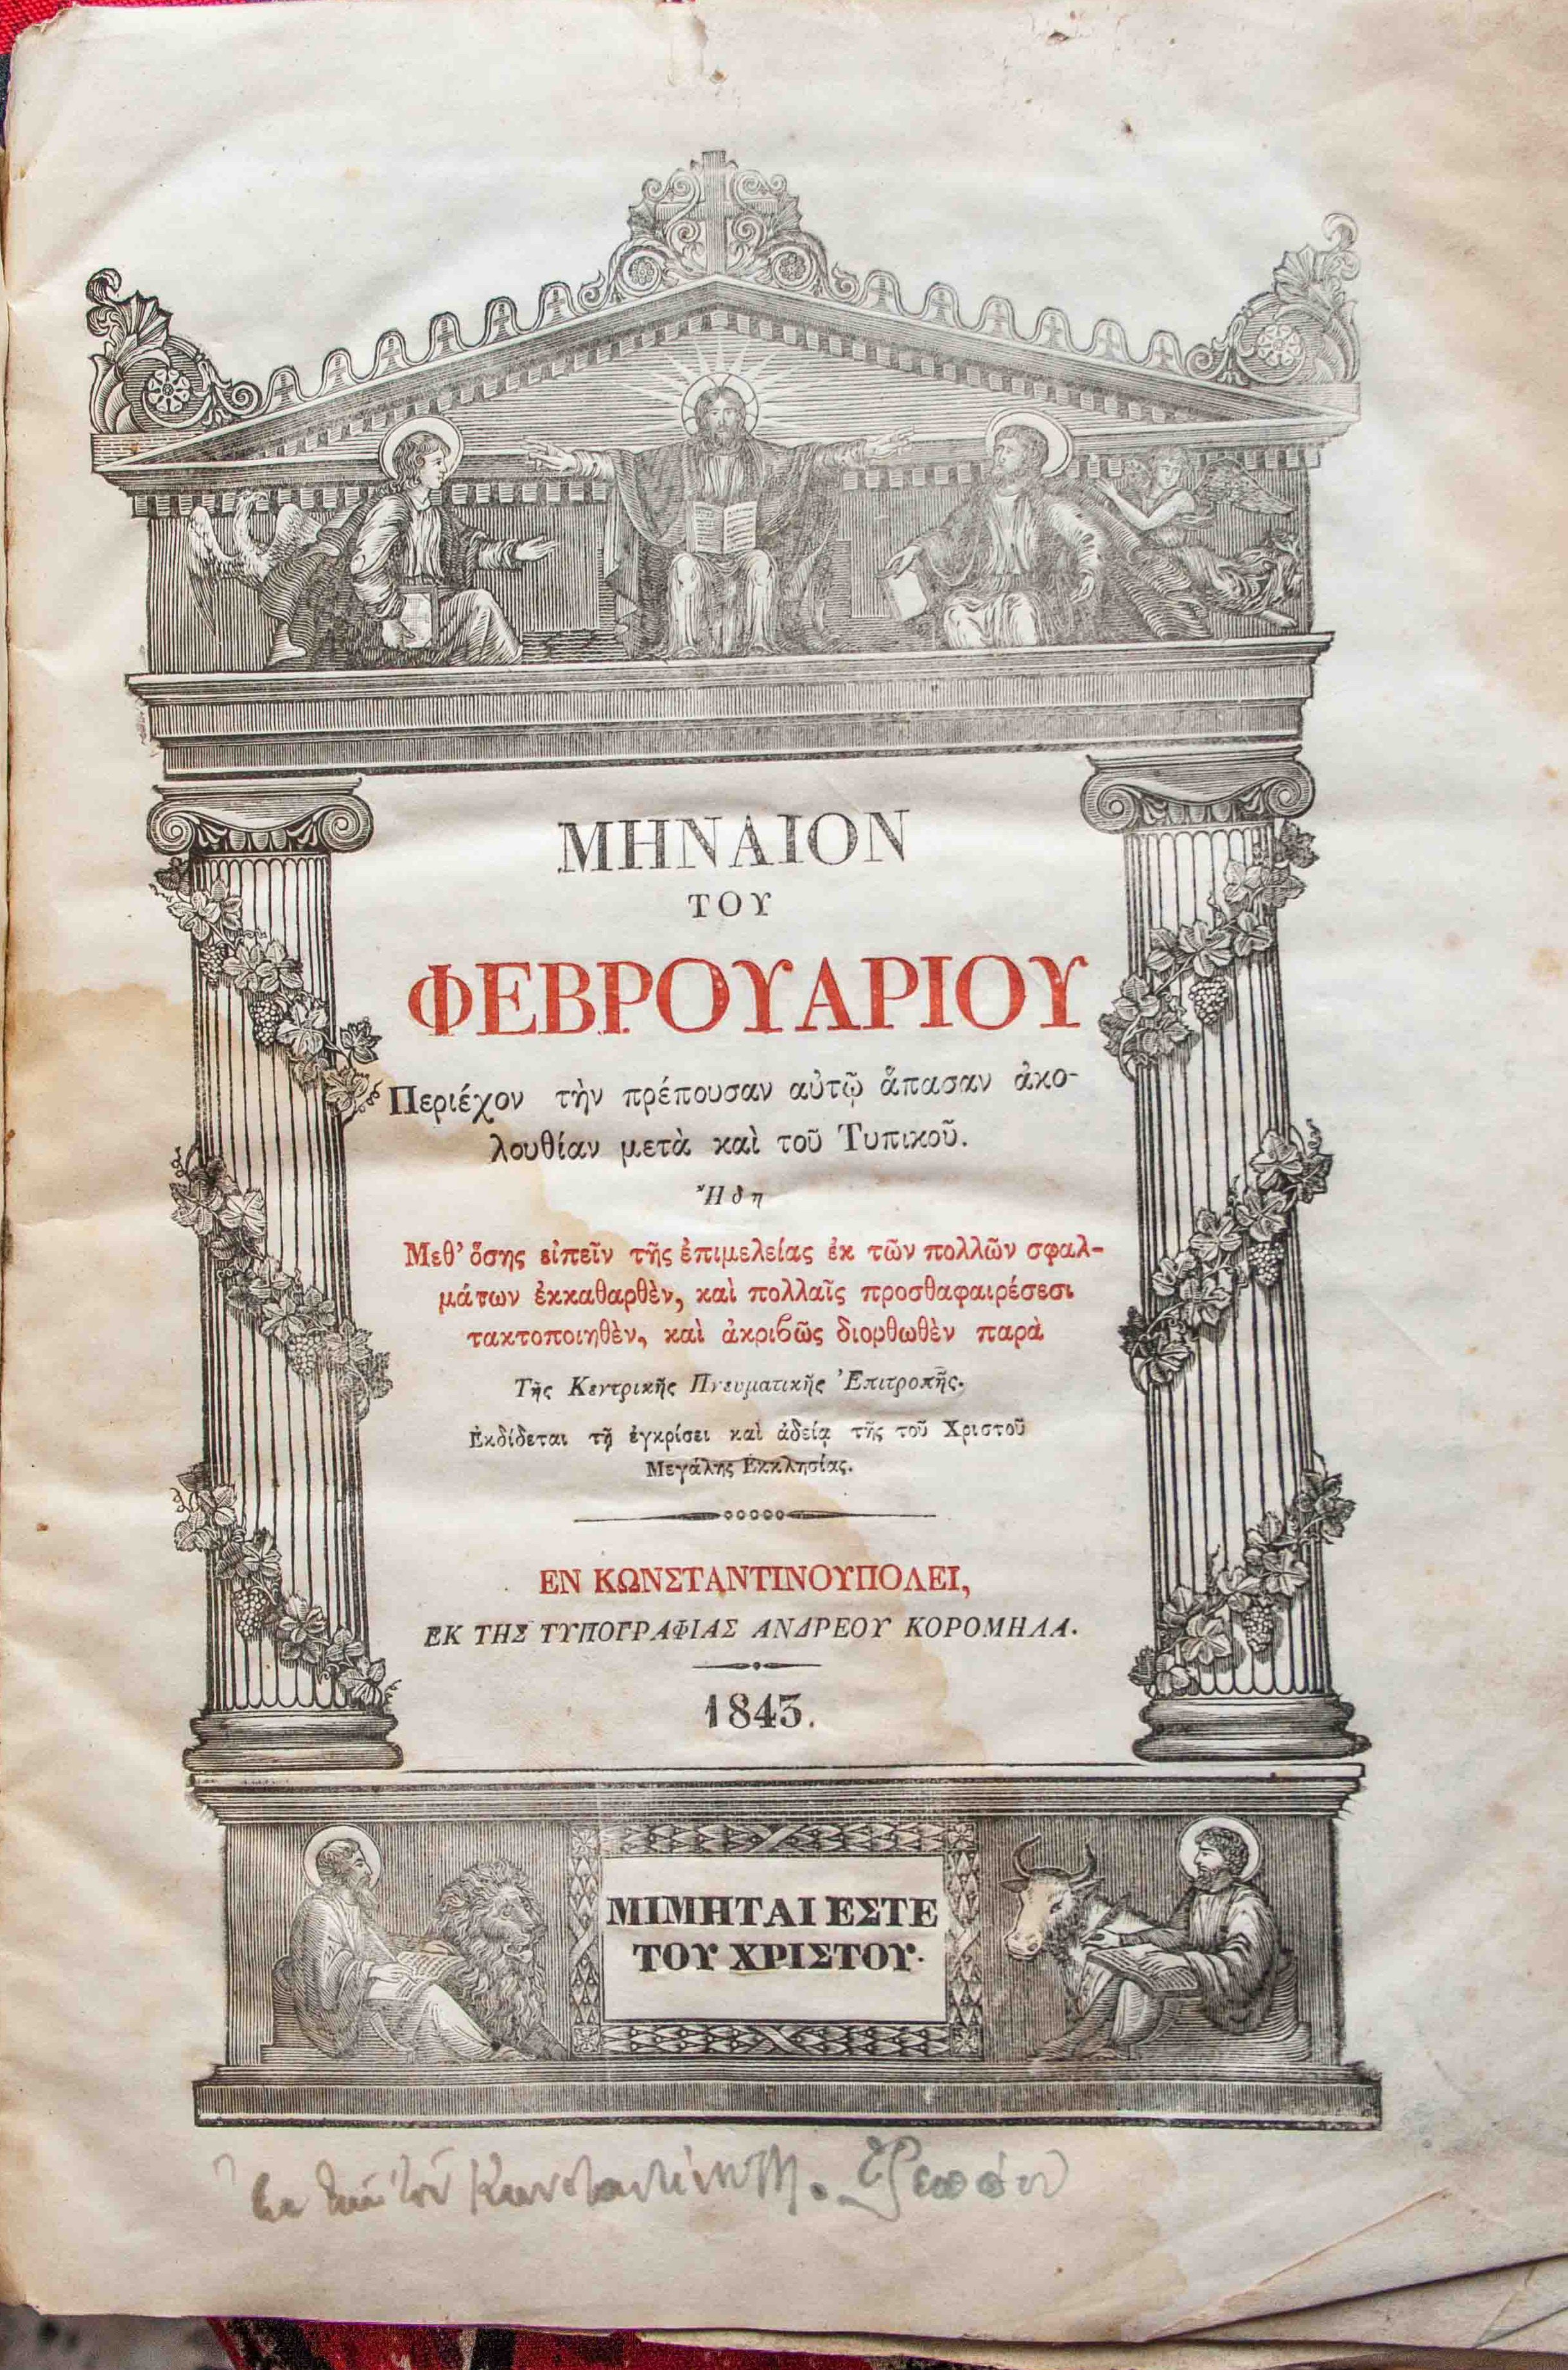 ΜΗΝΑΙΟΝ
ΤΟΥ
ΦΕΒΡΟΥΑΡΙΟΥ
Περιέχον τὴν πρέπουσαν αὐτῷ ἅπασαν ἀκο-
λουθίαν μετὰ καὶ τοῦ Τυπικοῦ.
Ἤδη
Μεθ' ὅσης εἰπεῖν τῆς ἐπιμελείας ἐκ τῶν πολλῶν σφαλ-
μάτων ἐκκαθαρθὲν, καὶ πολλαῖς προσθαφαιρέσεσι
τακτοποιηθὲν, καὶ ἀκριϐῶς διορθωθὲν παρὰ
Τῆς Κεντρικῆς Πνευματικῆς Ἐπιτροπῆς.
Ἐκδίδεται τῇ ἐγκρίσει καὶ ἀδείᾳ τῆς τοῦ Χριστοῦ
Μεγάλης Ἐκκλησίας.
ΕΝ ΚΩΝΣΤΑΝΤΙΝΟΥΠΟΛΕΙ,
ΕΚ ΤΗΣ ΤΥΠΟΓΡΑΦΙΑΣ ΑΝΔΡΕΟΥ ΚΟΡΟΜΗΛΑ.
1843.
ΜΙΜΗΤΑΙ ΕΣΤΕ
ΤΟΥ ΧΡΙΣΤΟΥ·